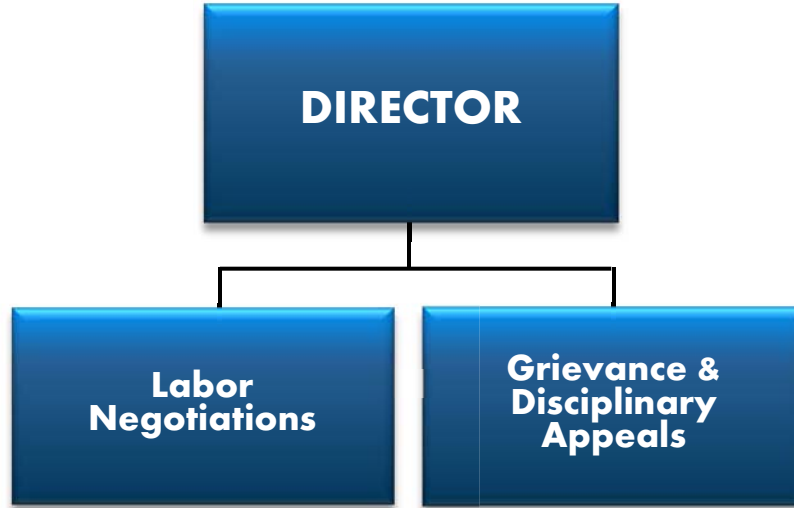 DIRECTOR
Labor
Negotiations
Grievance &
Disciplinary
Appeals